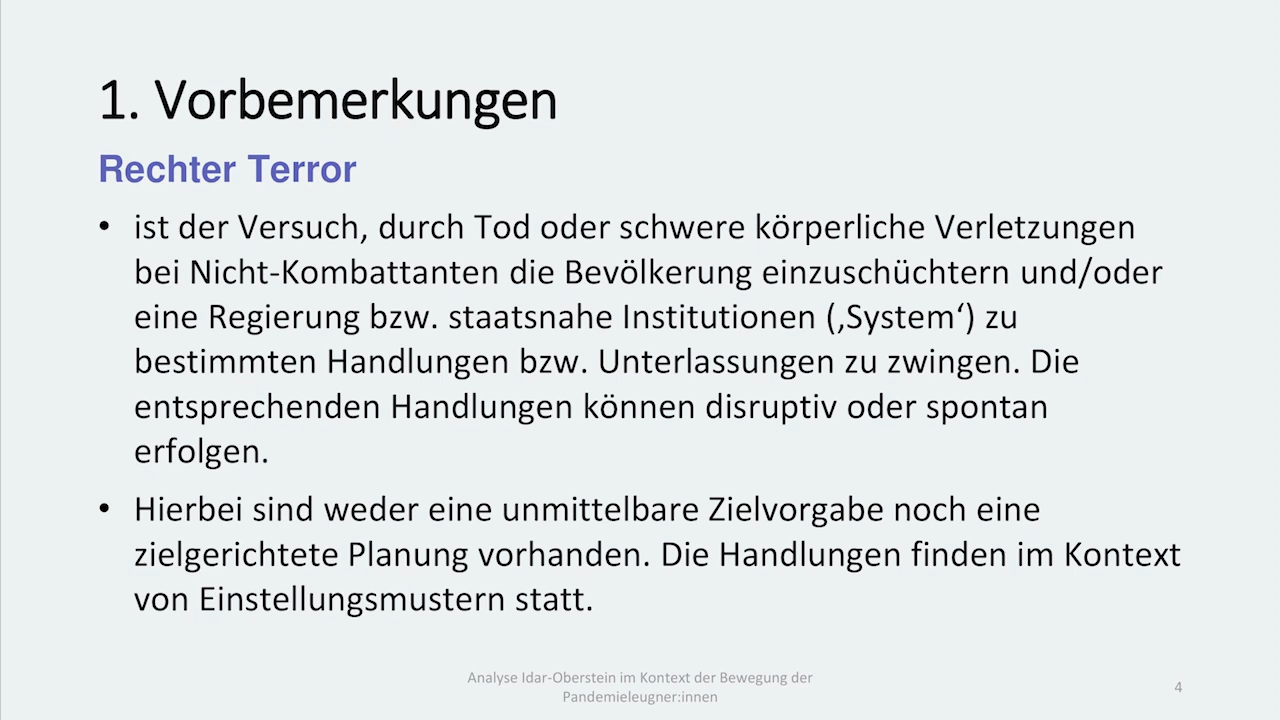 1. Vorbemerkungen
Rechter Terror
• ist der Versuch, durch Tod oder schwere körperliche Verletzungen
bei Nicht-Kombattanten die Bevölkerung einzuschüchtern und/oder
eine Regierung bzw. staatsnahe Institutionen (‚System‘) zu
bestimmten Handlungen bzw. Unterlassungen zu zwingen. Die
entsprechenden Handlungen können disruptiv oder spontan
erfolgen.
• Hierbei sind weder eine unmittelbare Zielvorgabe noch eine
zielgerichtete Planung vorhanden. Die Handlungen finden im Kontext
von Einstellungsmustern statt.
Analyse Idar-Oberstein im Kontext der Bewegung der
Pandemieleugner:innen
4